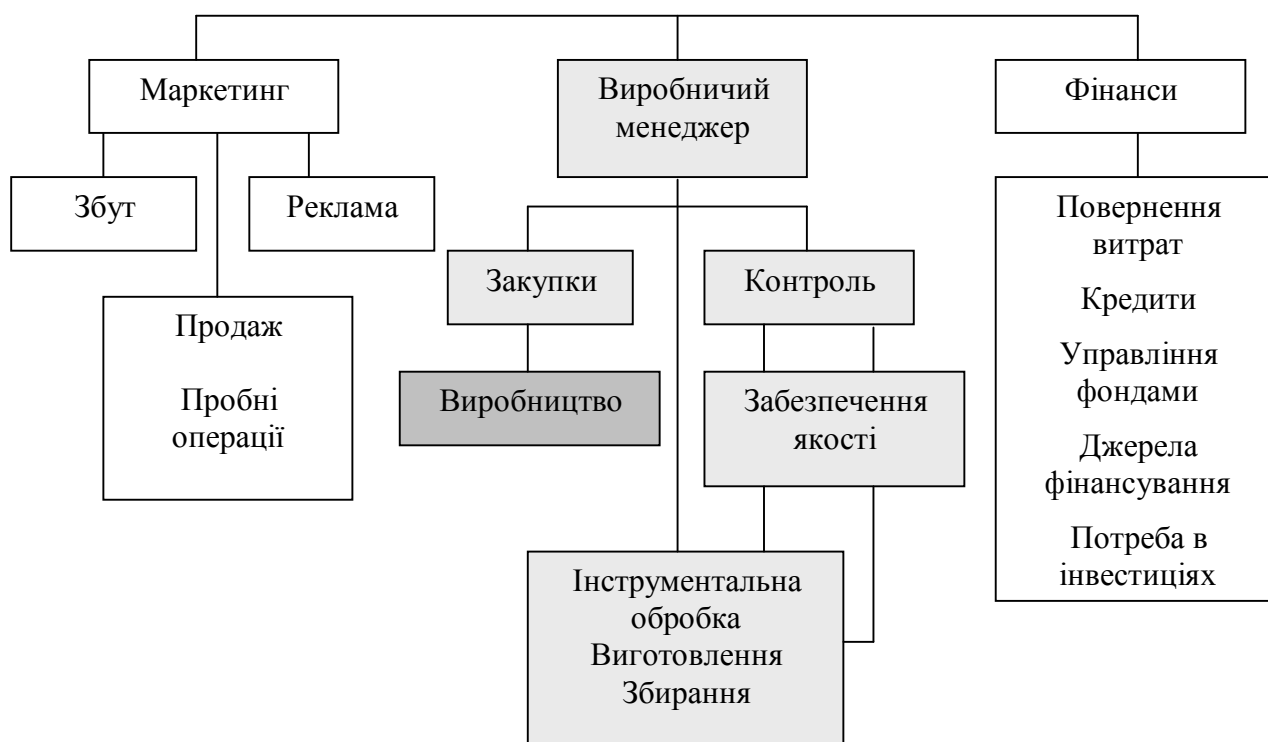 Маркетинг
Виробничий
менеджер
Фінанси
Збут
Реклама
Повернення
витрат
Кредити
Управління
фондами
Джерела
фінансування
Потреба в
інвестиціях
Закупки
Контроль
Продаж
Пробні
операції
Виробництво
Забезпечення
якості
Інструментальна
обробка
Виготовлення
Збирання